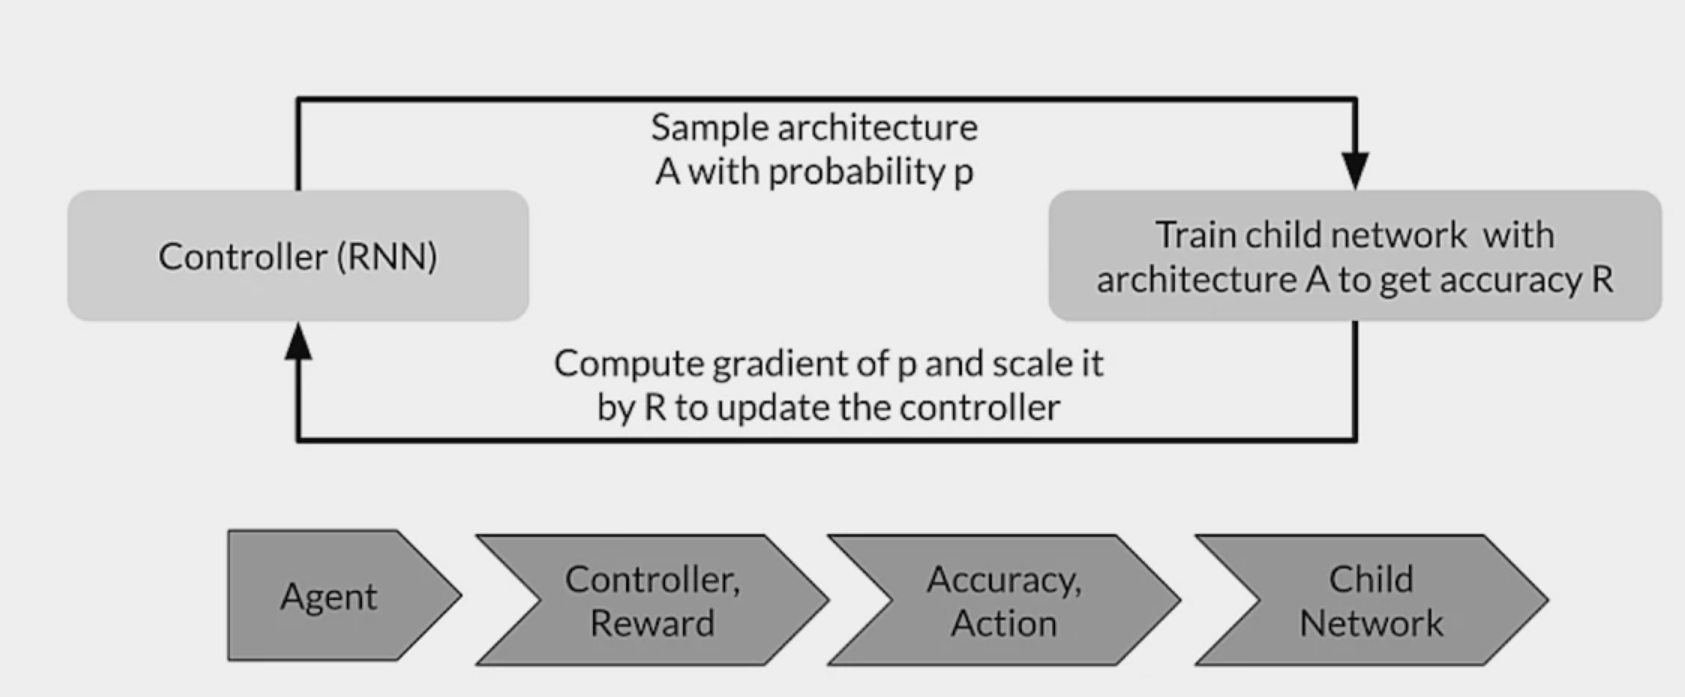 Sample architecture
A with probability p
Controller (RNN)
Train child network with
architecture A to get accuracy R
Compute gradient of p and scale it
by R to update the controller
Agent
Controller,
Reward
Accuracy,
Action
Child
Network